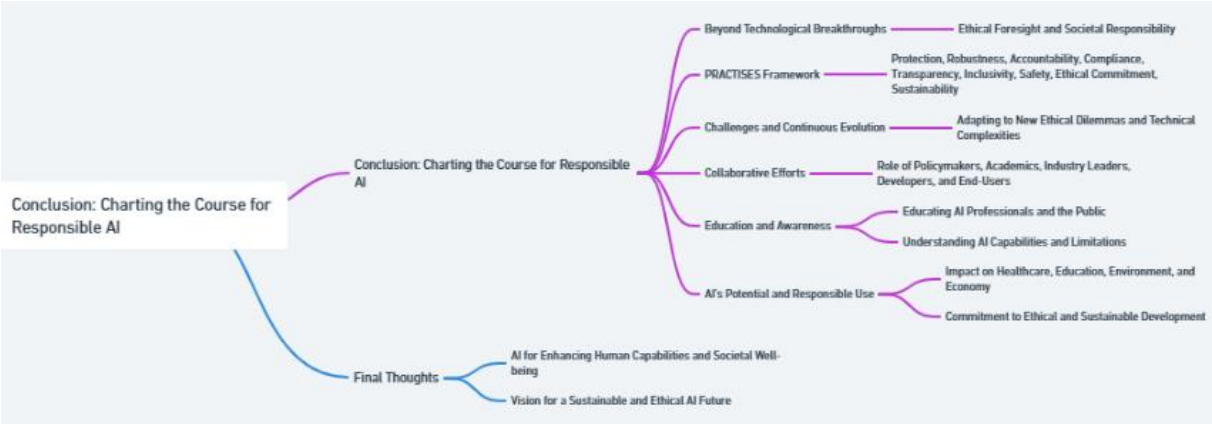 Conclusion: Charting the Course for
Responsible AI
Conclusion: Charting the Course for Responsible
AI
Beyond Technological Breakthroughs
Ethical Foresight and Societal Responsibility
PRACTISES Framework
Protection, Robustness, Accountability, Compliance,
Transparency, Inclusivity, Safety, Ethical Commitment,
Sustainability
Challenges and Continuous Evolution
Adapting to New Ethical Dilemmas and Technical
Complexities
Collaborative Efforts
Role of Policymakers, Academics, Industry Leaders,
Developers, and End-Users
Education and Awareness
Educating AI Professionals and the Public
Understanding AI Capabilities and Limitations
AI's Potential and Responsible Use
Impact on Healthcare, Education, Environment, and
Economy
Commitment to Ethical and Sustainable Development
Final Thoughts
AI for Enhancing Human Capabilities and Societal Well-
being
Vision for a Sustainable and Ethical AI Future